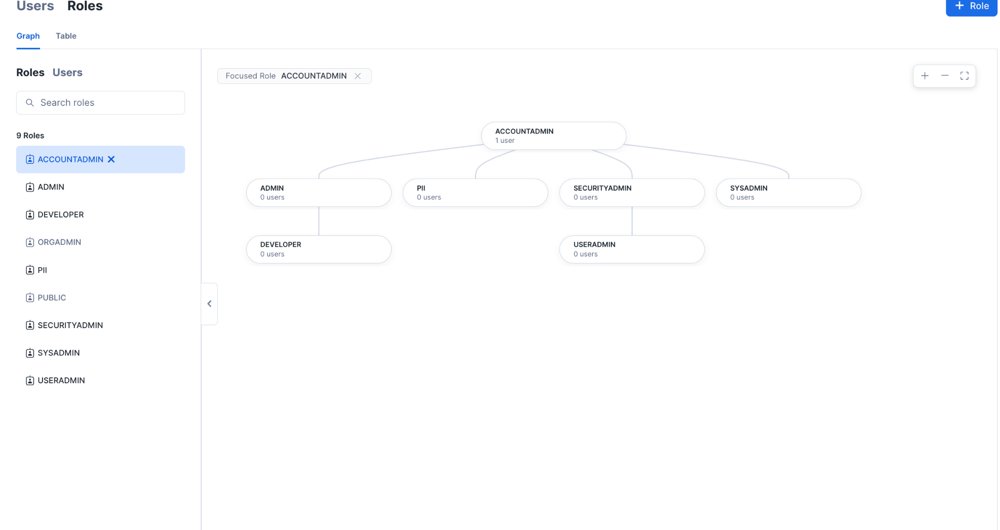 Users Roles
+ Role
Graph Table
Roles Users
Search roles
9 Roles
ACCOUNTADMIN
ADMIN
DEVELOPER
ORGADMIN
PII
PUBLIC
SECURITYADMIN
SYSADMIN
USERADMIN
Focused Role ACCOUNTADMIN
ACCOUNTADMIN
1 user
ADMIN
0 users
PII
0 users
SECURITYADMIN
0 users
SYSADMIN
0 users
DEVELOPER
0 users
USERADMIN
0 users